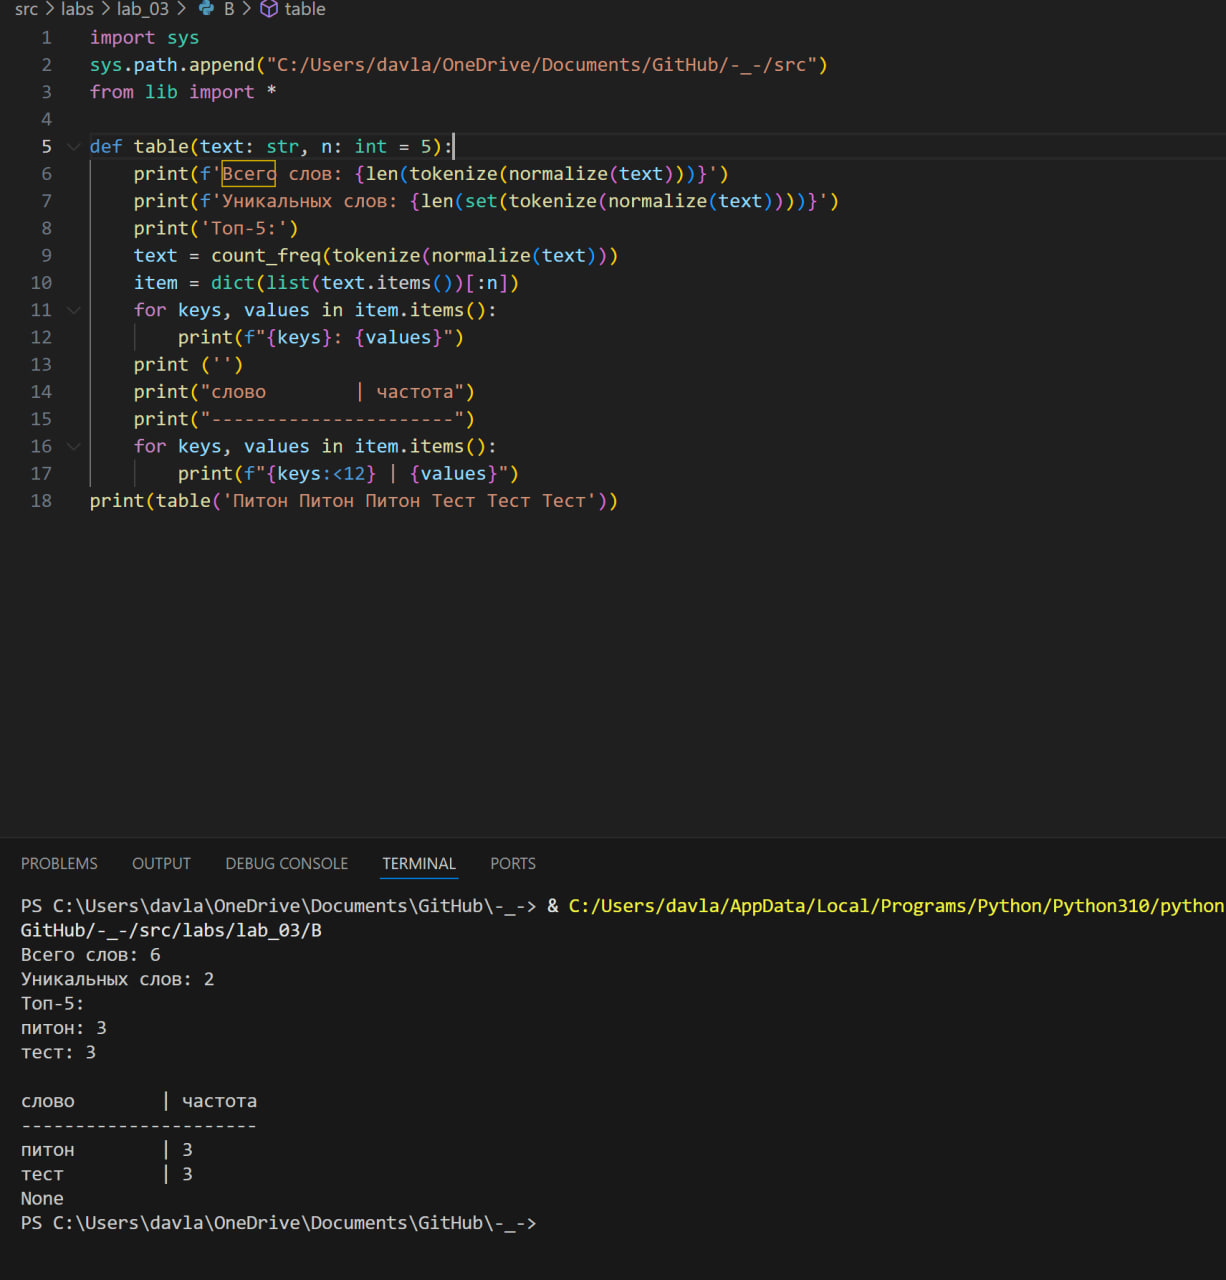 src > labs > lab_03 > B > table
1 import sys
2 sys.path.append("C:/Users/davla/OneDrive/Documents/GitHub/-_-/src")
3 from lib import *
4
5 def table(text: str, n: int = 5):
6     print(f'Всего слов: {len(tokenize(normalize(text)))}')
7     print(f'Уникальных слов: {len(set(tokenize(normalize(text))))}')
8     print('Топ-5:')
9     text = count_freq(tokenize(normalize(text)))
10     item = dict(list(text.items())[:n])
11     for keys, values in item.items():
12         print(f"{keys}: {values}")
13     print ('')
14     print("слово        | частота")
15     print("----------------------")
16     for keys, values in item.items():
17         print(f"{keys:<12} | {values}")
18 print(table('Питон Питон Питон Тест Тест Тест'))
PROBLEMS OUTPUT DEBUG CONSOLE TERMINAL PORTS
PS C:\Users\davla\OneDrive\Documents\GitHub\-_-> & C:/Users/davla/AppData/Local/Programs/Python/Python310/python
GitHub/-_-/src/labs/lab_03/B
Всего слов: 6
Уникальных слов: 2
Топ-5:
питон: 3
тест: 3
слово        | частота
----------------------
питон        | 3
тест         | 3
None
PS C:\Users\davla\OneDrive\Documents\GitHub\-_->